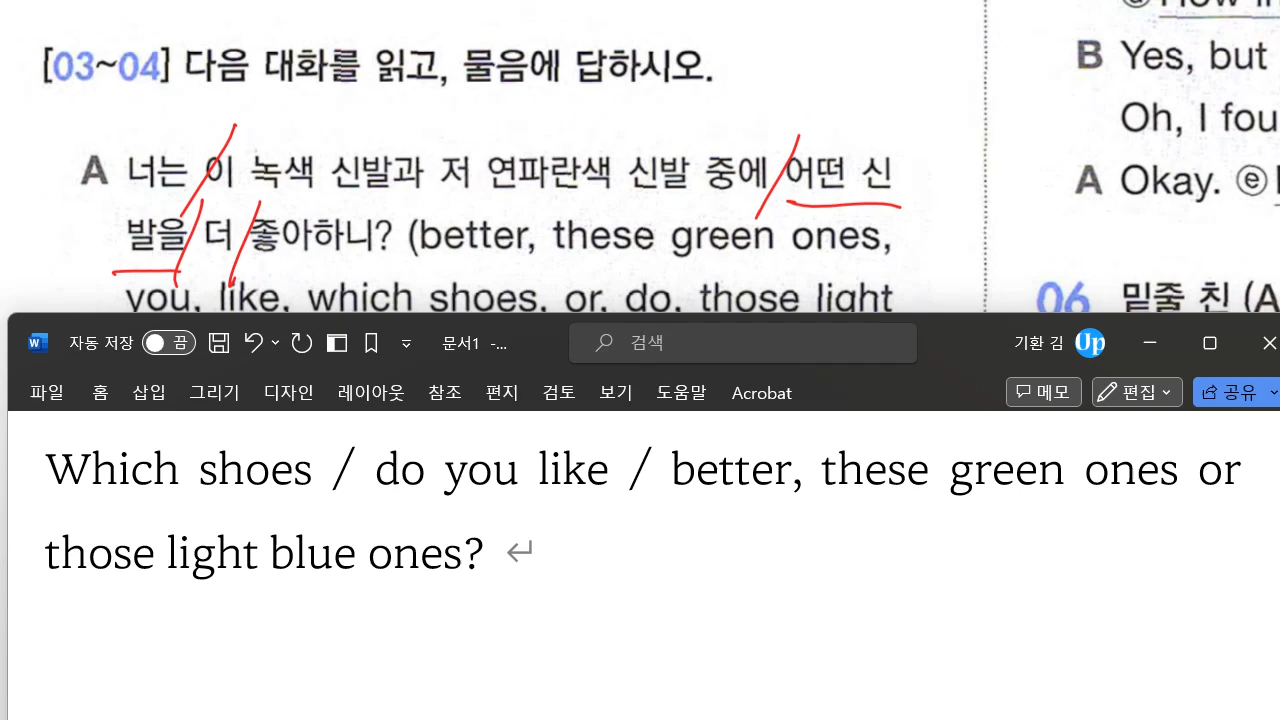 ⓓ How
[03~04] 다음 대화를 읽고, 물음에 답하시오.
A 너는 이 녹색 신발과 저 연파란색 신발 중에 어떤 신
발을 더 좋아하니? (better, these green ones,
you, like, which shoes, or, do, those light
B Yes, but
Oh, I fou
A Okay. ⓔ
06 밑줄 친 (A
자동 저장 끔 문서1 -... 검색 기환 김 Up
파일 홈 삽입 그리기 디자인 레이아웃 참조 편지 검토 보기 도움말 Acrobat 메모 편집 공유
Which shoes / do you like / better, these green ones or
those light blue ones?